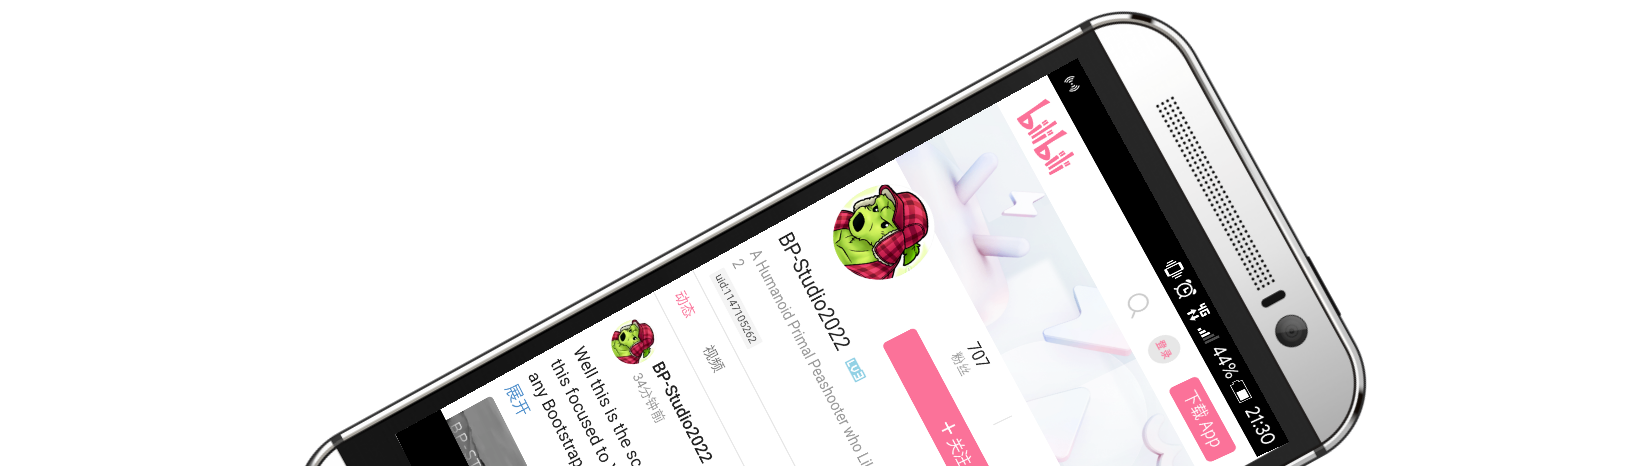 44% 21:30
bilibili
登录
下载 App
707
粉丝
+ 关注
BP-Studio2022 LV3
A Humanoid Primal Peashooter who
2
uid:1147105262
动态 视频
BP-Studio2022
34分钟前
Well this is the
this focused to
any Bootstrap
展开